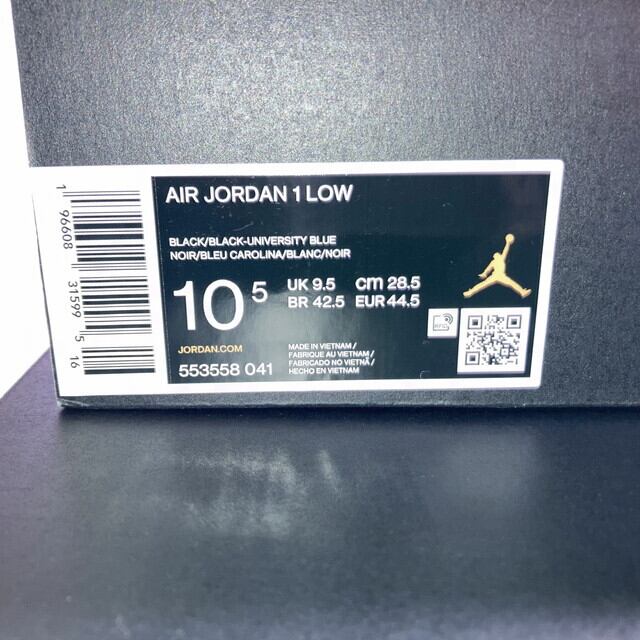 AIR JORDAN 1 LOW
BLACK/BLACK-UNIVERSITY BLUE
NOIR/BLEU CAROLINA/BLANC/NOIR
10 5
UK 9.5 cm 28.5
BR 42.5 EUR 44.5
JORDAN.COM
553558 041
MADE IN VIETNAM /
FABRIQUE AU VIETNAM /
FABRICADO NO VIETNÃ /
HECHO EN VIETNAM
RFID
1 96608 31599 5 16